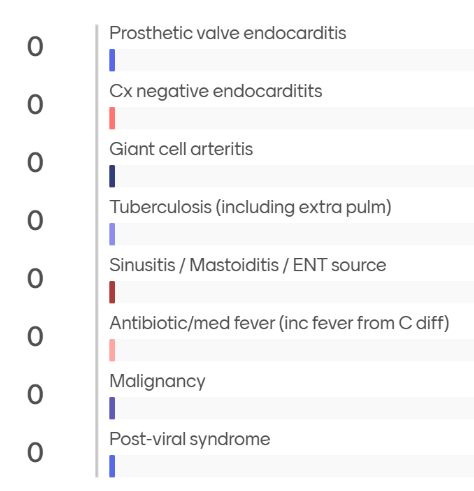 0 Prosthetic valve endocarditis
0 Cx negative endocarditits
0 Giant cell arteritis
0 Tuberculosis (including extra pulm)
0 Sinusitis / Mastoiditis / ENT source
0 Antibiotic/med fever (inc fever from C diff)
0 Malignancy
0 Post-viral syndrome